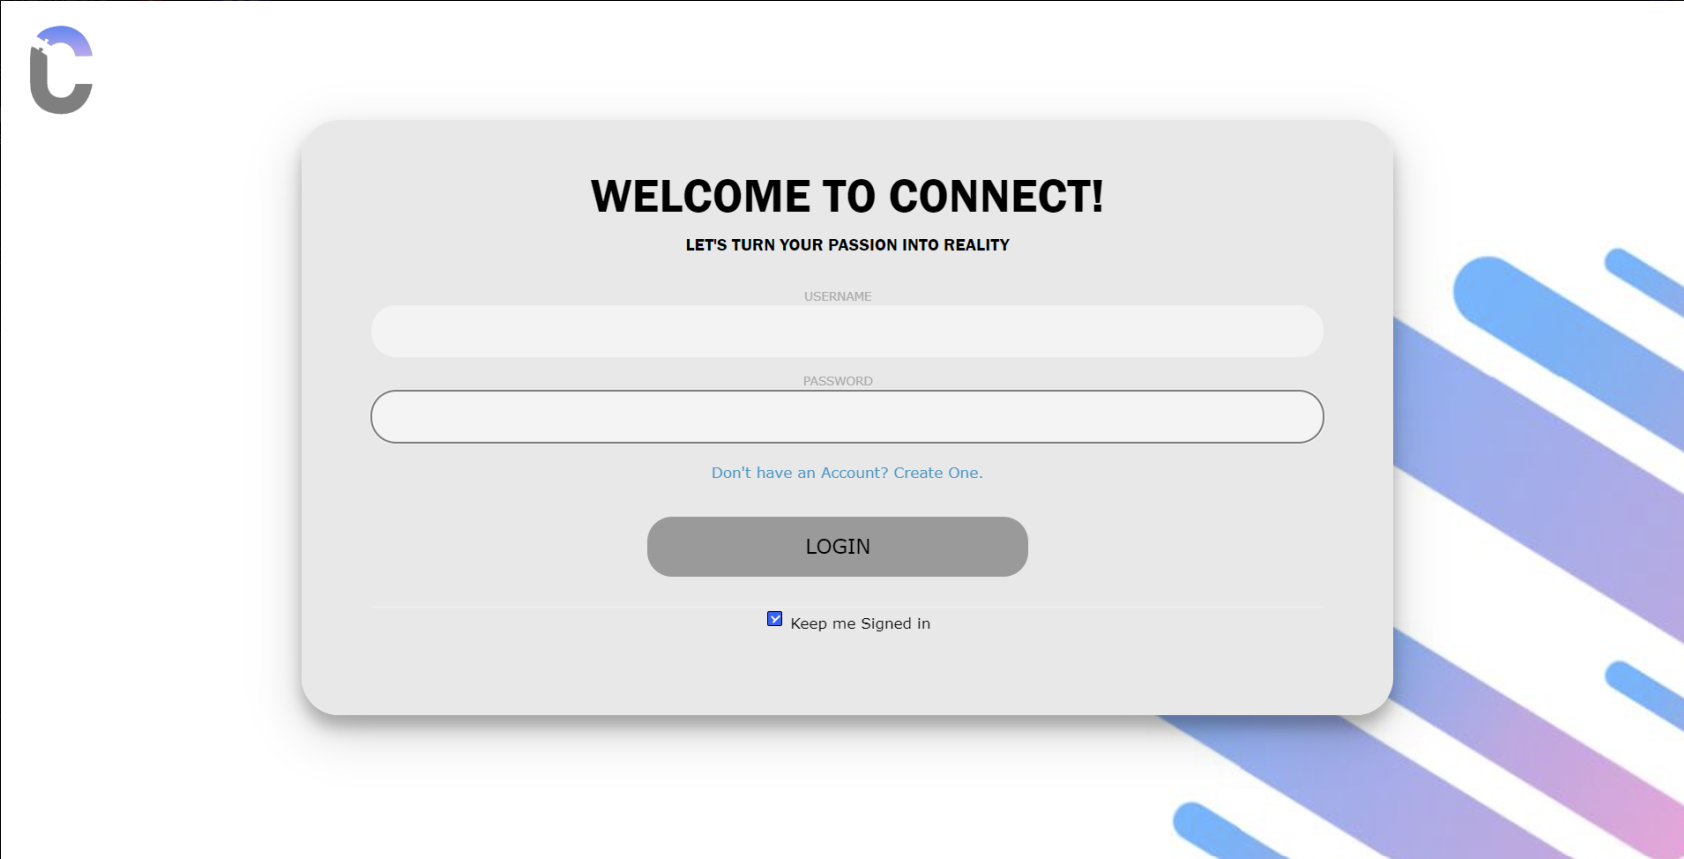 WELCOME TO CONNECT!
LET'S TURN YOUR PASSION INTO REALITY
USERNAME
PASSWORD
Don't have an Account? Create One.
LOGIN
Keep me Signed in